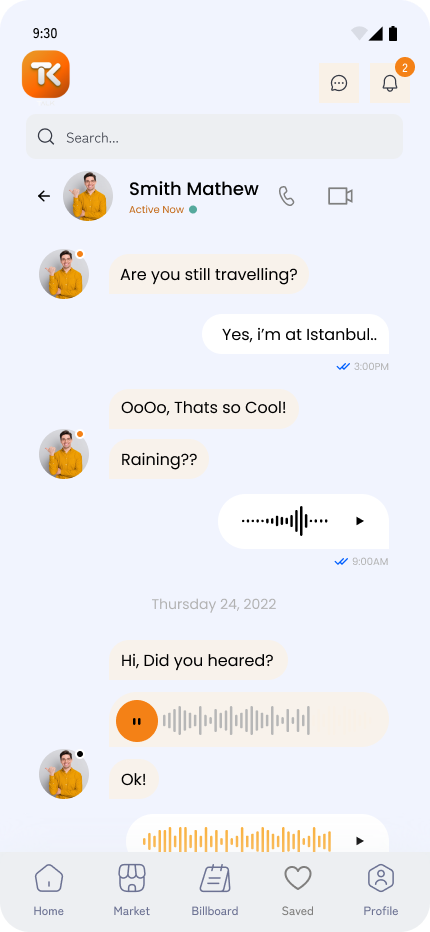 9:30
TK
2
Search...
Smith Mathew
Active Now
Are you still travelling?
Yes, i'm at Istanbul..
3:00PM
OoOo, Thats so Cool!
Raining??
9:00AM
Thursday 24, 2022
Hi, Did you heared?
Ok!
Home
Market
Billboard
Saved
Profile